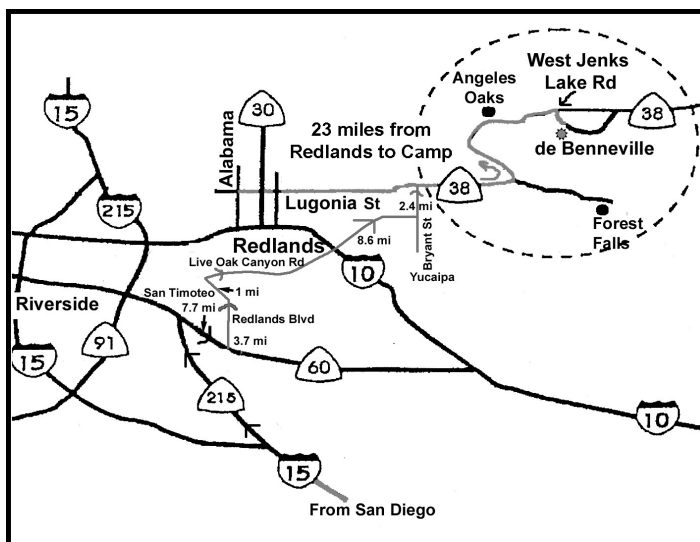 West Jenks
Lake Rd
Angeles
Oaks
15
30
38
23 miles from
Redlands to Camp
de Benneville
Alabama
215
Lugonia St
38
2.4 mi
Bryant St
Forest
Falls
Redlands
8.6 mi
Live Oak Canyon Rd
10
Yucaipa
San Timoteo
1 mi
Riverside
7.7 mi
Redlands Blvd
91
3.7 mi
15
60
215
10
15
From San Diego